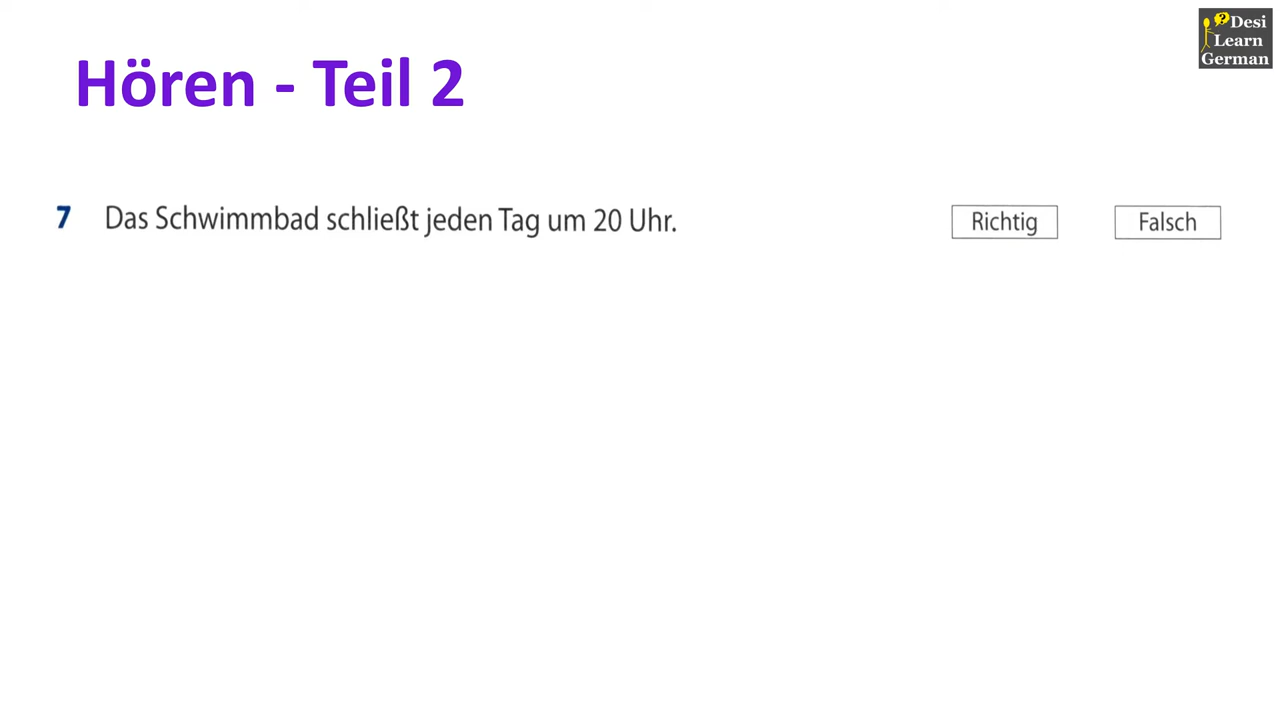 ? Desi
Learn
German
Hören - Teil 2
7 Das Schwimmbad schließt jeden Tag um 20 Uhr. Richtig Falsch